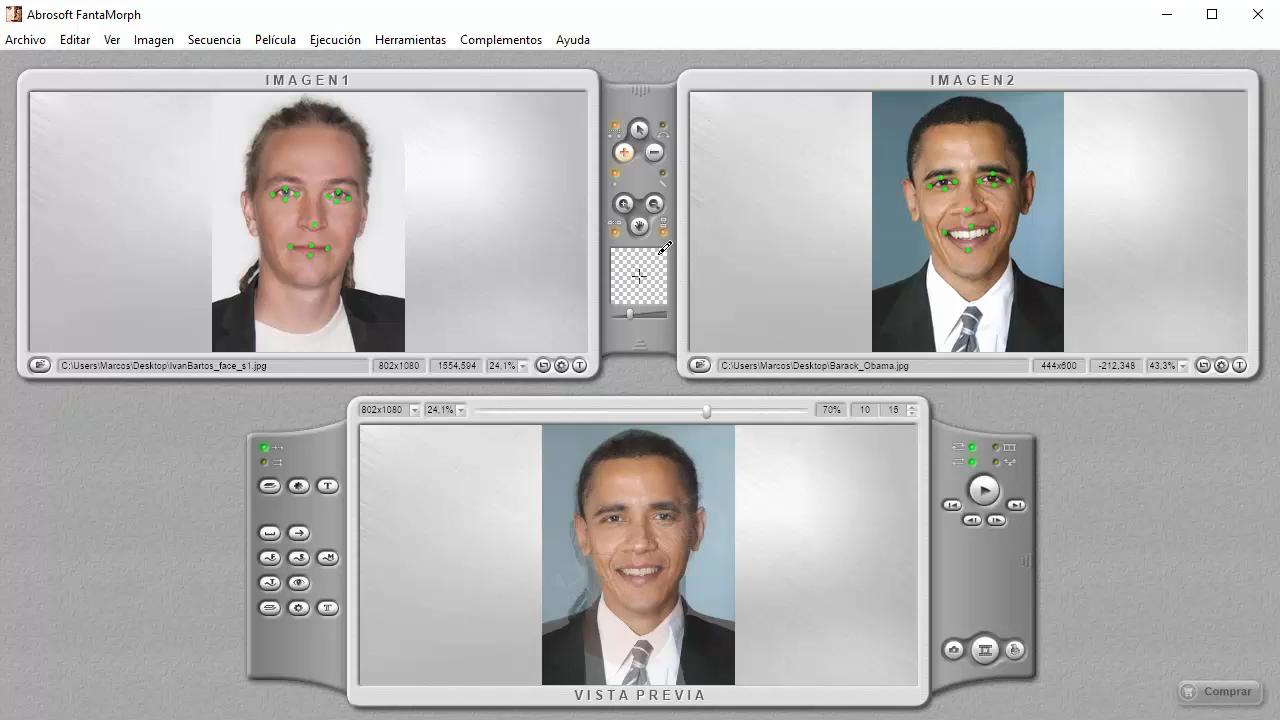 Abrosoft FantaMorph
Archivo Editar Ver Imagen Secuencia Película Ejecución Herramientas Complementos Ayuda
IMAGEN1
IMAGEN2
C:\Users\Marcos\Desktop\IvanBartos_face_s1.jpg 802x1080 1554,594 24.1% T
C:\Users\Marcos\Desktop\Barack_Obama.jpg 444x600 -212,348 43.3% T
802x1080 24.1% 70% 10 15
T
T
VISTA PREVIA
Comprar